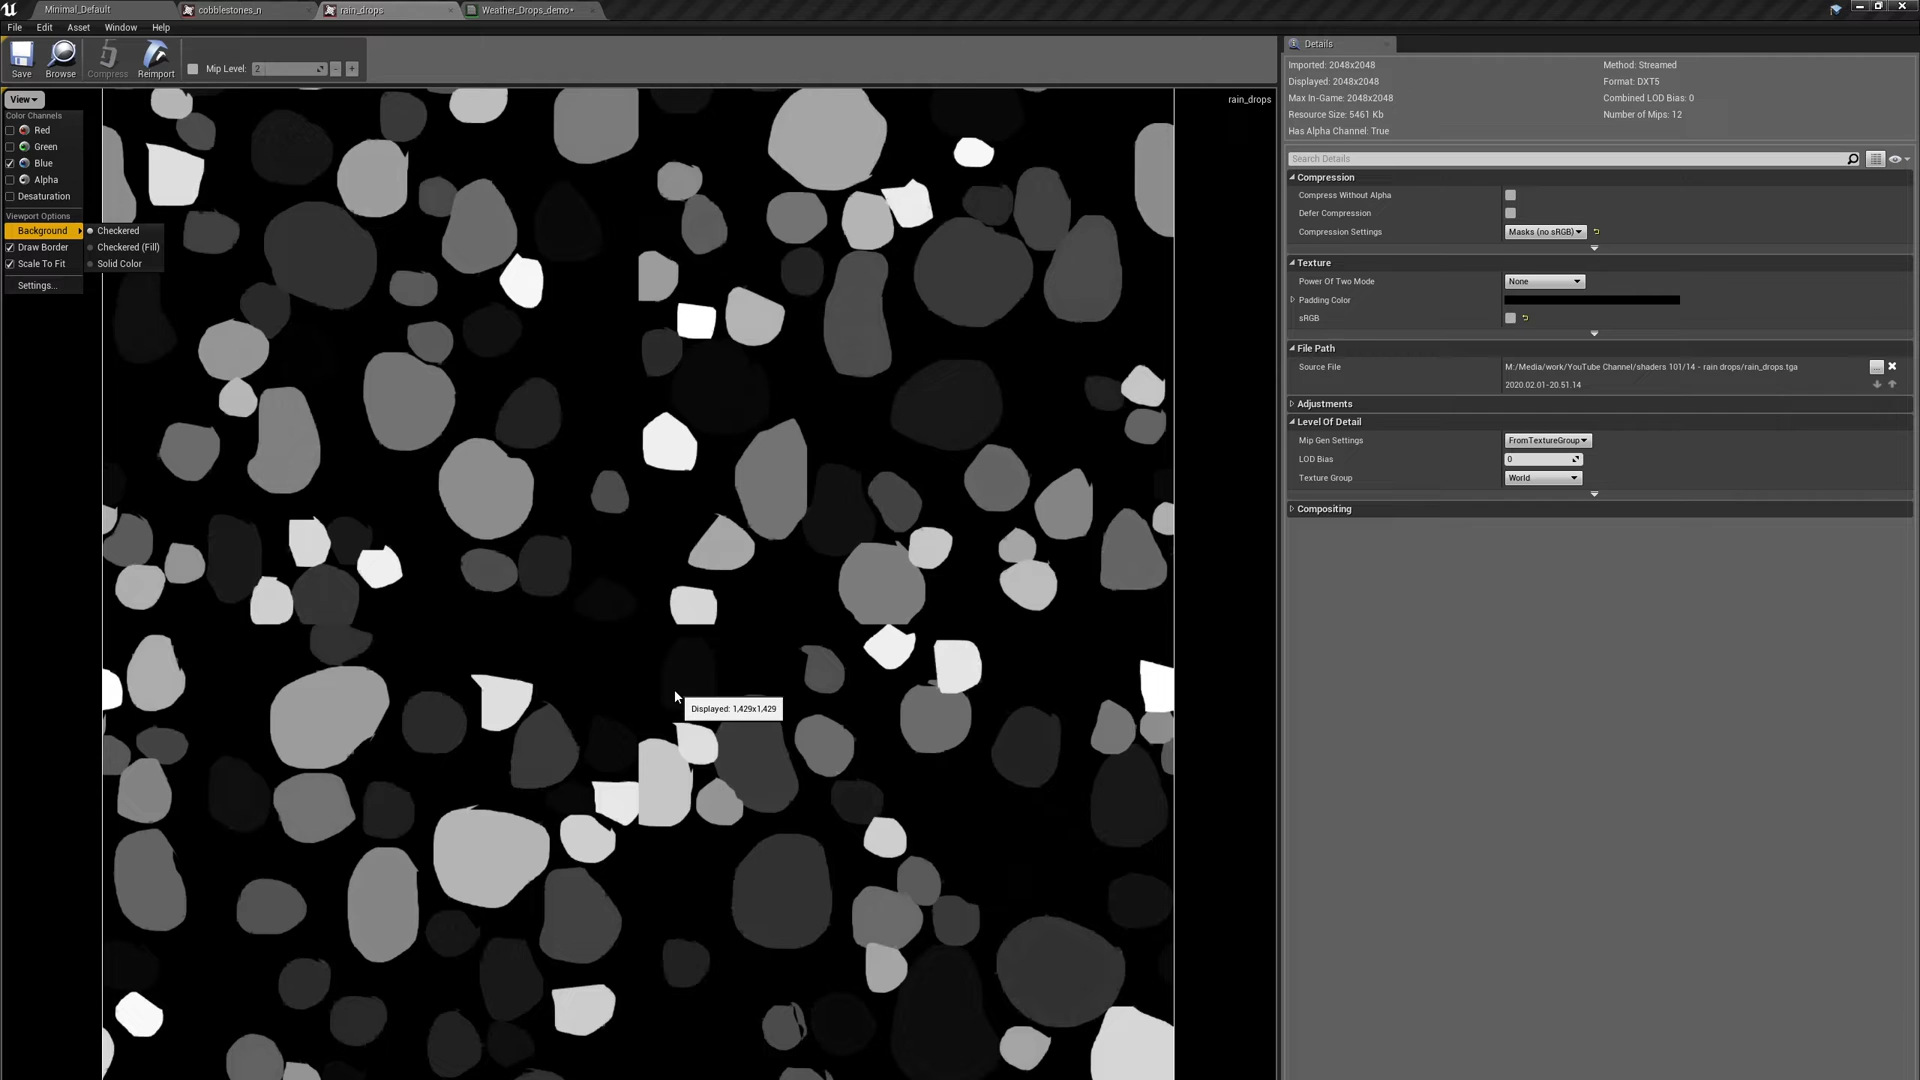 Minimal_Default
cobblestones_n
rain_drops
Weather_Drops_demo*
File Edit Asset Window Help
Save Browse Compress Reimport
Mip Level: 2 - +
View
rain_drops
Color Channels
Red
Green
Blue
Alpha
Desaturation
Viewport Options
Background
Draw Border
Scale To Fit
Settings...
Checkered
Checkered (Fill)
Solid Color
Displayed: 1,429x1,429
Details
Imported: 2048x2048
Displayed: 2048x2048
Max In-Game: 2048x2048
Resource Size: 5461 Kb
Has Alpha Channel: True
Method: Streamed
Format: DXT5
Combined LOD Bias: 0
Number of Mips: 12
Search Details
Compression
Compress Without Alpha
Defer Compression
Compression Settings Masks (no sRGB)
Texture
Power Of Two Mode None
Padding Color
sRGB
File Path
Source File M:/Media/work/YouTube Channel/shaders 101/14 - rain drops/rain_drops.tga ...
2020.02.01-20.51.14
Adjustments
Level Of Detail
Mip Gen Settings FromTextureGroup
LOD Bias 0
Texture Group World
Compositing